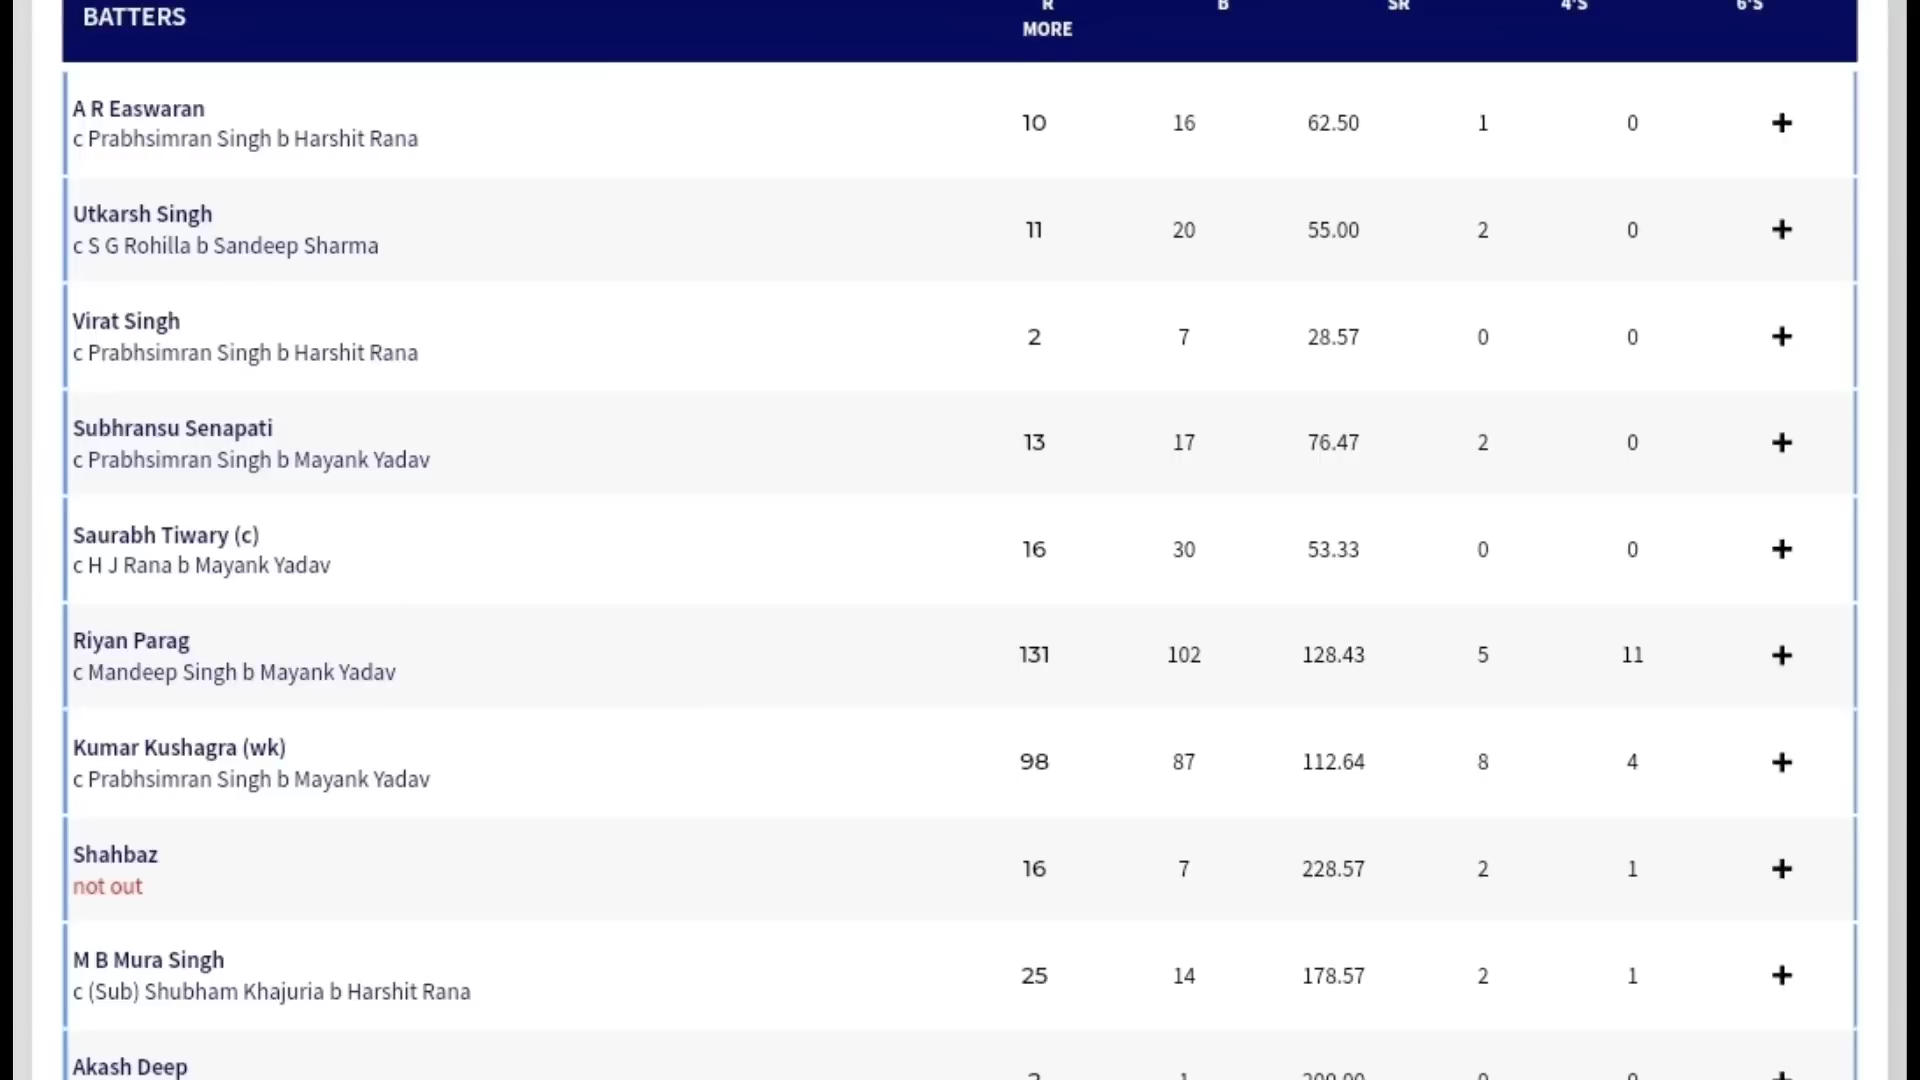 BATTERS R MORE B SR 4'S 6'S
A R Easwaran
c Prabhsimran Singh b Harshit Rana
10 16 62.50 1 0 +
Utkarsh Singh
c S G Rohilla b Sandeep Sharma
11 20 55.00 2 0 +
Virat Singh
c Prabhsimran Singh b Harshit Rana
2 7 28.57 0 0 +
Subhransu Senapati
c Prabhsimran Singh b Mayank Yadav
13 17 76.47 2 0 +
Saurabh Tiwary (c)
c H J Rana b Mayank Yadav
16 30 53.33 0 0 +
Riyan Parag
c Mandeep Singh b Mayank Yadav
131 102 128.43 5 11 +
Kumar Kushagra (wk)
c Prabhsimran Singh b Mayank Yadav
98 87 112.64 8 4 +
Shahbaz
not out
16 7 228.57 2 1 +
M B Mura Singh
c (Sub) Shubham Khajuria b Harshit Rana
25 14 178.57 2 1 +
Akash Deep